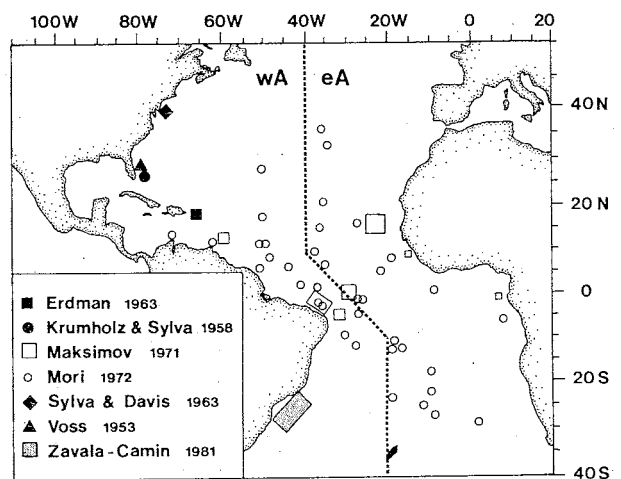 100W 80W 60W 40W 20W 0 20
wA eA
40N
20N
0
20S
40S
Erdman 1963
Krumholz & Sylva 1958
Maksimov 1971
Mori 1972
Sylva & Davis 1963
Voss 1953
Zavala-Camin 1981